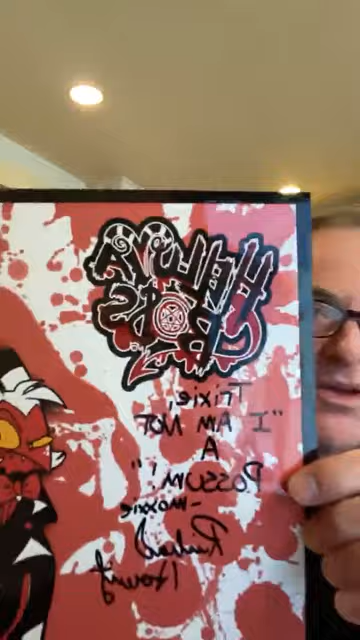 HELLUVA
BOSS
Trixie,
"I AM NOT
A
POSSUM!"
-Moxxie
Richard
Horvitz